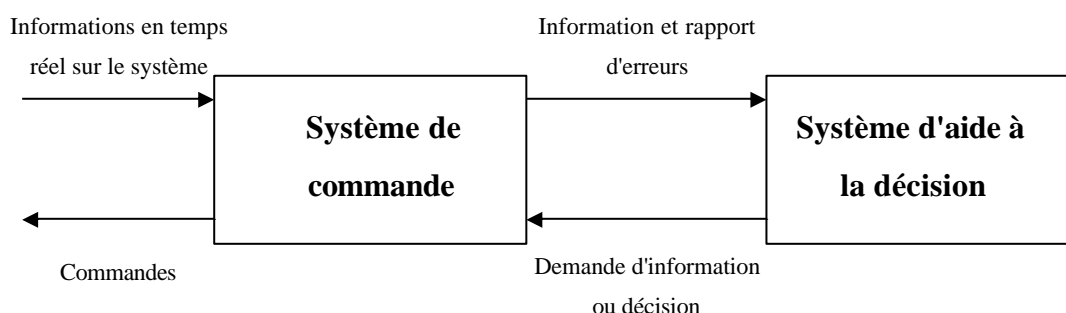 Informations en temps
réel sur le système
Information et rapport
d'erreurs
Système de
commande
Système d'aide à
la décision
Commandes
Demande d'information
ou décision